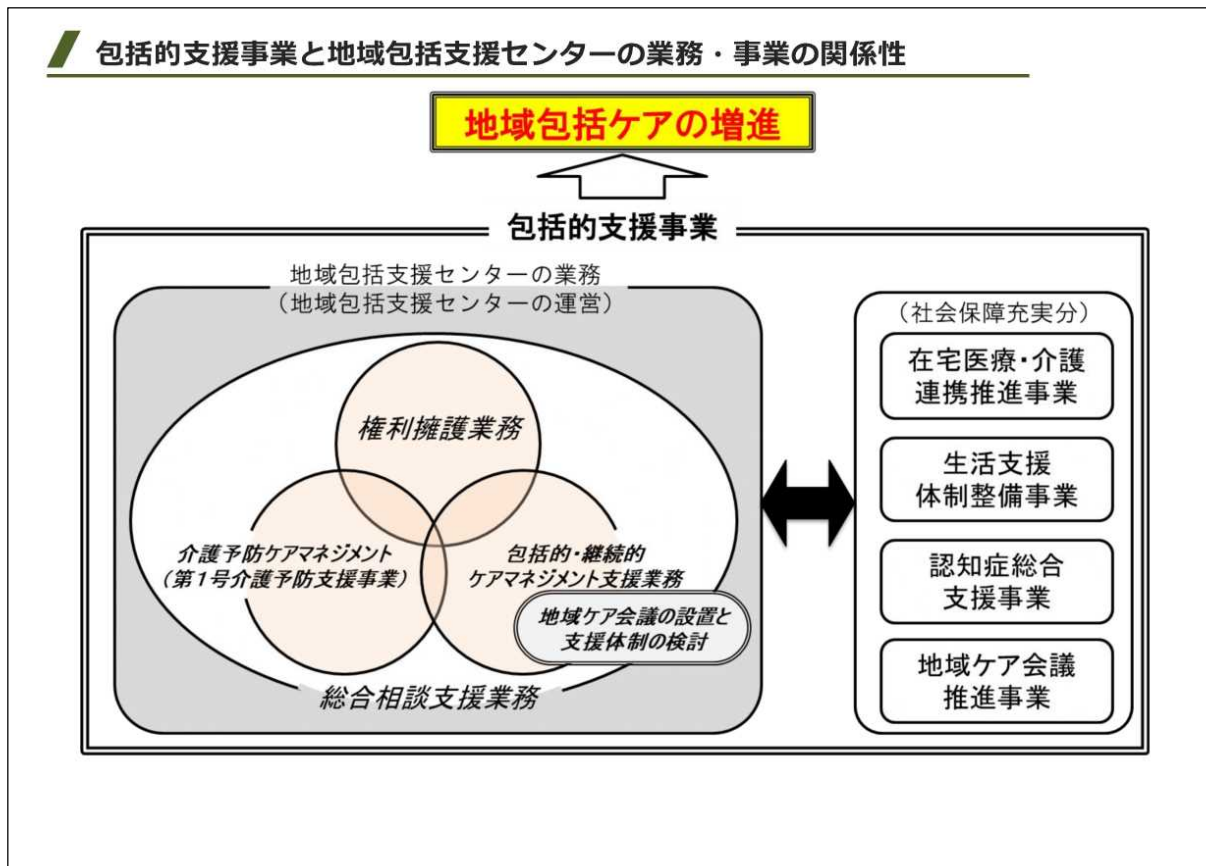 包括的支援事業と地域包括支援センターの業務・事業の関係性
地域包括ケアの増進
包括的支援事業
地域包括支援センターの業務
（地域包括支援センターの運営）
権利擁護業務
介護予防ケアマネジメント
（第1号介護予防支援事業）
包括的・継続的
ケアマネジメント支援業務
地域ケア会議の設置と
支援体制の検討
総合相談支援業務
（社会保障充実分）
在宅医療・介護
連携推進事業
生活支援
体制整備事業
認知症総合
支援事業
地域ケア会議
推進事業